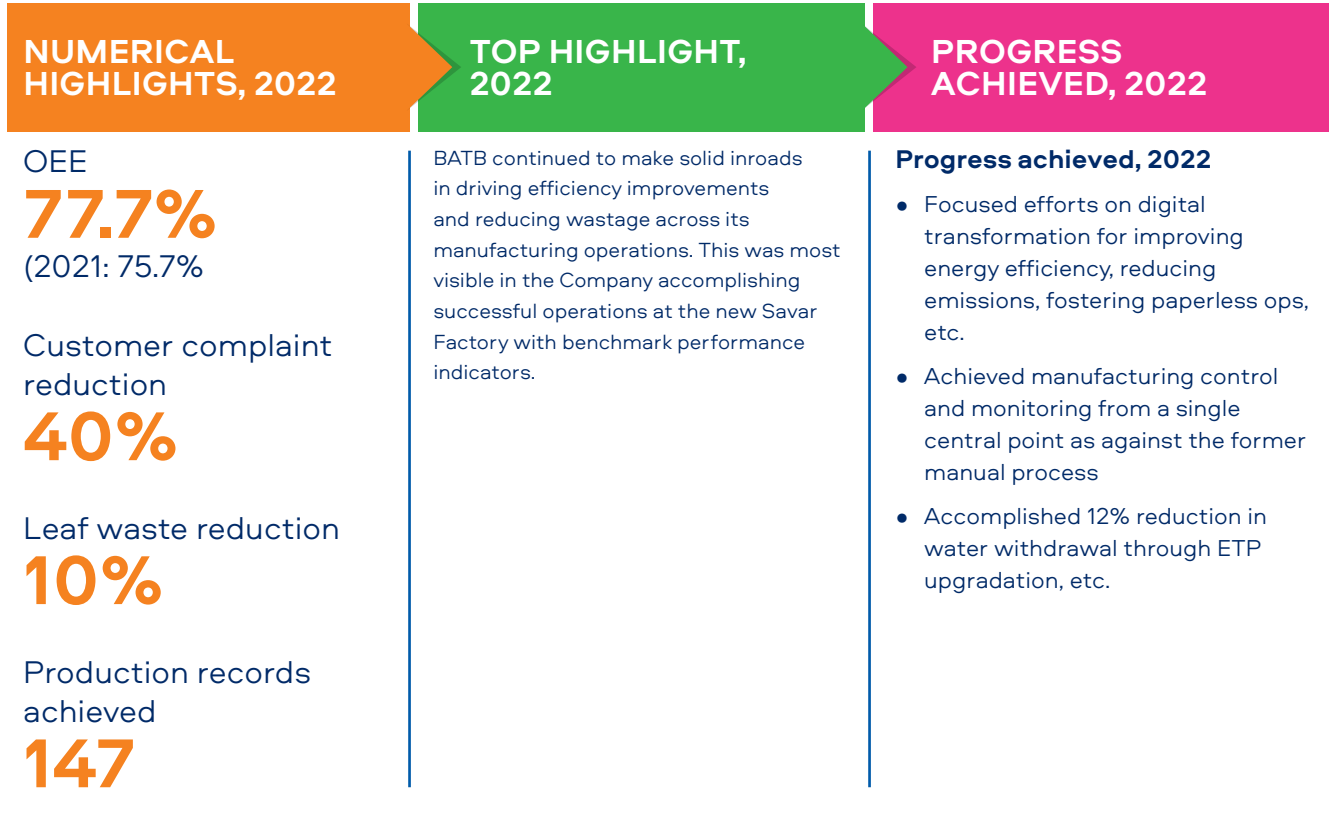 NUMERICAL
HIGHLIGHTS, 2022
TOP HIGHLIGHT,
2022
PROGRESS
ACHIEVED, 2022
OEE
77.7%
(2021: 75.7%
Customer complaint
reduction
40%
Leaf waste reduction
10%
Production records
achieved
147
BATB continued to make solid inroads
in driving efficiency improvements
and reducing wastage across its
manufacturing operations. This was most
visible in the Company accomplishing
successful operations at the new Savar
Factory with benchmark performance
indicators.
Progress achieved, 2022
● Focused efforts on digital
transformation for improving
energy efficiency, reducing
emissions, fostering paperless ops,
etc.
● Achieved manufacturing control
and monitoring from a single
central point as against the former
manual process
● Accomplished 12% reduction in
water withdrawal through ETP
upgradation, etc.